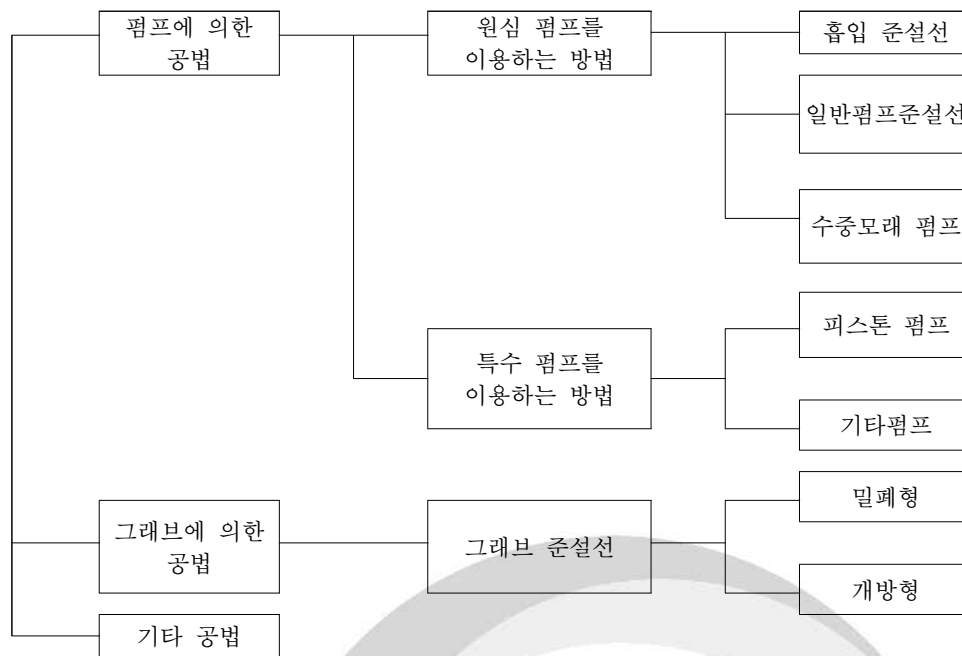 펌프에 의한
공법
원심 펌프를
이용하는 방법
흡입 준설선
일반펌프준설선
수중모래 펌프
특수 펌프를
이용하는 방법
피스톤 펌프
기타펌프
그래브에 의한
공법
그래브 준설선
밀폐형
개방형
기타 공법